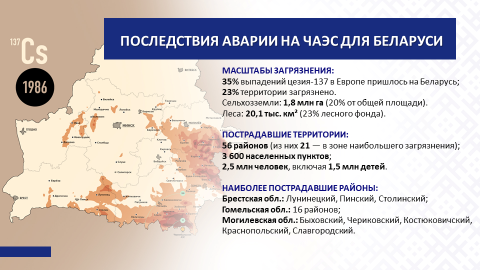 ПОСЛЕДСТВИЯ АВАРИИ НА ЧАЭС ДЛЯ БЕЛАРУСИ
137
Cs
1986
МАСШТАБЫ ЗАГРЯЗНЕНИЯ:
35% выпадений цезия-137 в Европе пришлось на Беларусь;
23% территории загрязнено.
Сельхозземли: 1,8 млн га (20% от общей площади).
Леса: 20,1 тыс. км² (23% лесного фонда).
ПОСТРАДАВШИЕ ТЕРРИТОРИИ:
56 районов (из них 21 — в зоне наибольшего загрязнения);
3 600 населенных пунктов;
2,5 млн человек, включая 1,5 млн детей.
НАИБОЛЕЕ ПОСТРАДАВШИЕ РАЙОНЫ:
Брестская обл.: Лунинецкий, Пинский, Столинский;
Гомельская обл.: 16 районов;
Могилевская обл.: Быховский, Чериковский, Костюковичский,
Краснопольский, Славгородский.